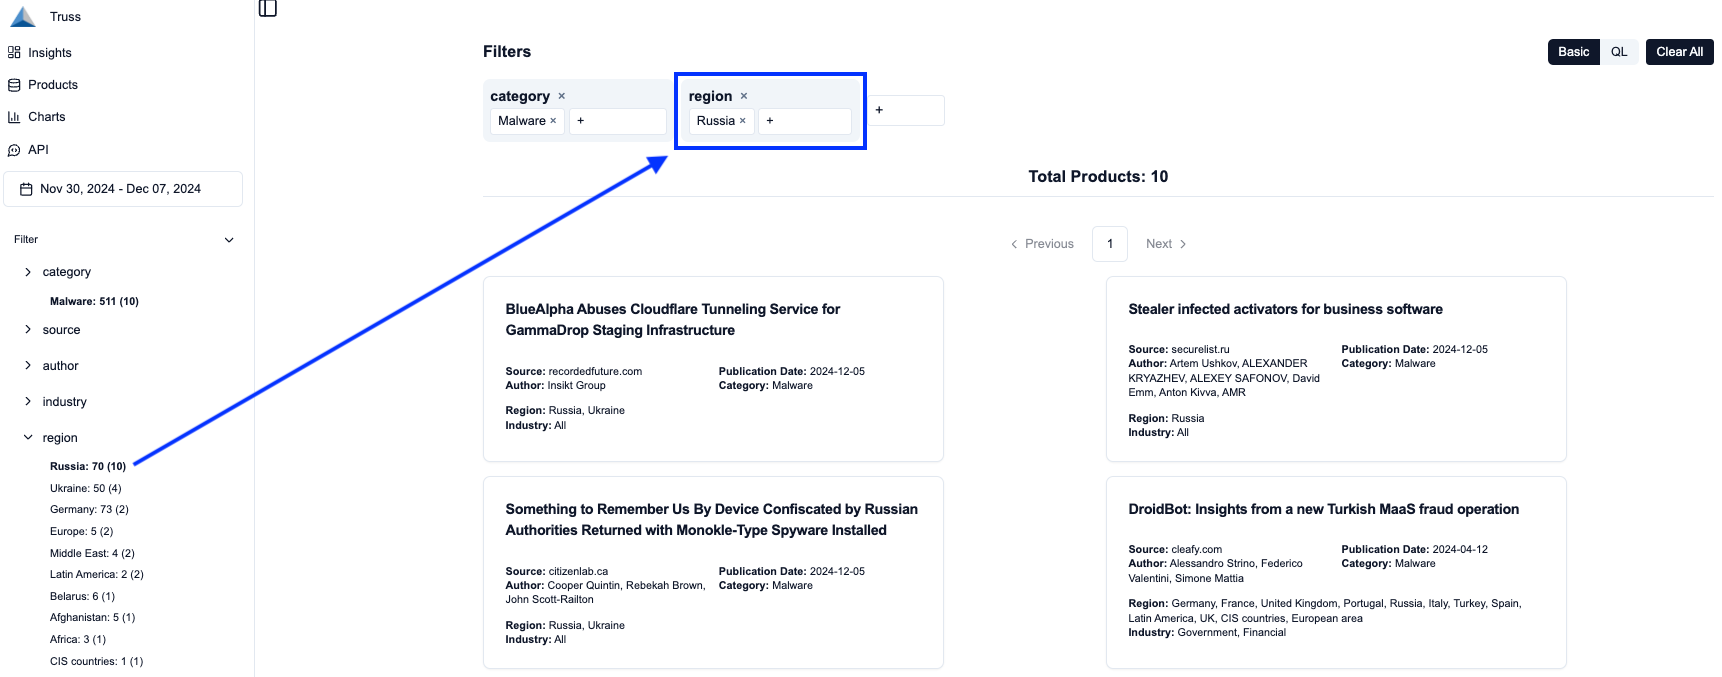 Truss
Insights
Products
Charts
API
Nov 30, 2024 - Dec 07, 2024
Filter
category
Malware: 511 (10)
source
author
industry
region
Russia: 70 (10)
Ukraine: 50 (4)
Germany: 73 (2)
Europe: 5 (2)
Middle East: 4 (2)
Latin America: 2 (2)
Belarus: 6 (1)
Afghanistan: 5 (1)
Africa: 3 (1)
CIS countries: 1 (1)
Filters
Basic QL Clear All
category × region ×
Malware × + Russia × + +
Total Products: 10
< Previous 1 Next >
BlueAlpha Abuses Cloudflare Tunneling Service for
GammaDrop Staging Infrastructure
Source: recordedfuture.com Publication Date: 2024-12-05
Author: Insikt Group Category: Malware
Region: Russia, Ukraine
Industry: All
Stealer infected activators for business software
Source: securelist.ru Publication Date: 2024-12-05
Author: Artem Ushkov, ALEXANDER Category: Malware
KRYAZHEV, ALEXEY SAFONOV, David
Emm, Anton Kivva, AMR
Region: Russia
Industry: All
Something to Remember Us By Device Confiscated by Russian
Authorities Returned with Monokle-Type Spyware Installed
Source: citizenlab.ca Publication Date: 2024-12-05
Author: Cooper Quintin, Rebekah Brown, Category: Malware
John Scott-Railton
Region: Russia, Ukraine
Industry: All
DroidBot: Insights from a new Turkish MaaS fraud operation
Source: cleafy.com Publication Date: 2024-04-12
Author: Alessandro Strino, Federico Category: Malware
Valentini, Simone Mattia
Region: Germany, France, United Kingdom, Portugal, Russia, Italy, Turkey, Spain,
Latin America, UK, CIS countries, European area
Industry: Government, Financial